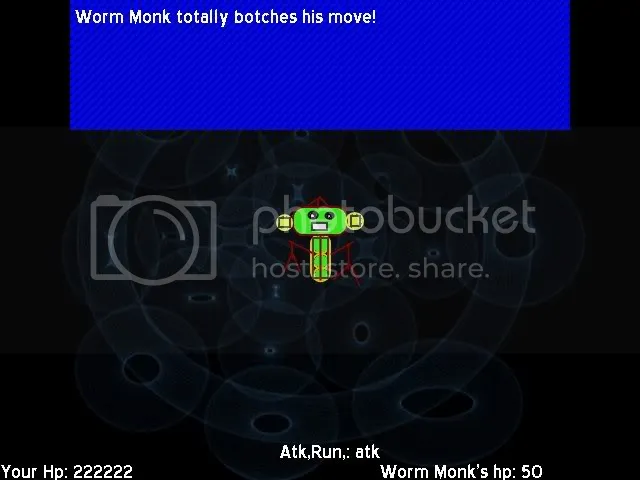 Worm Monk totally botches his move!
photobucket
host. store. share.
Atk,Run,: atk
Your Hp: 222222
Worm Monk's hp: 50